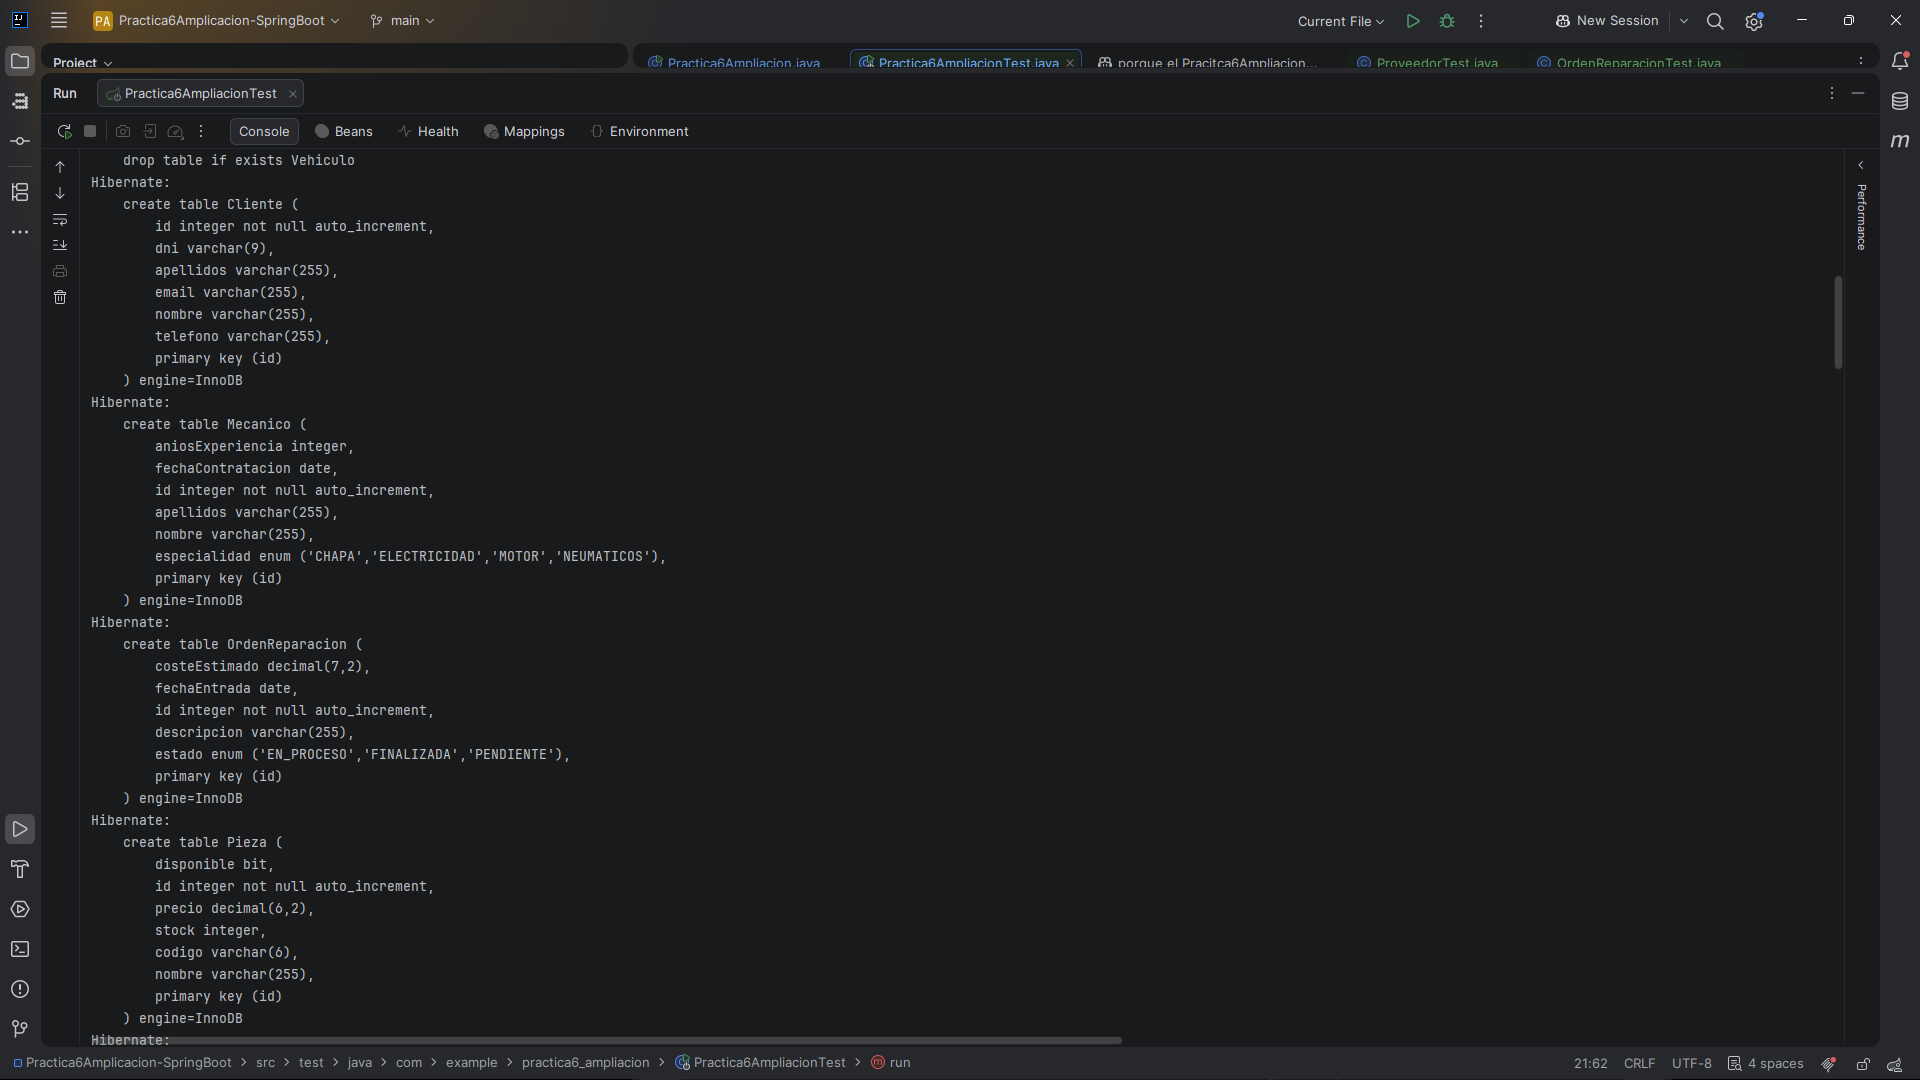 PA Practica6Amplicacion-SpringBoot main Current File New Session
Project Practica6Ampliacion.java Practica6AmpliacionTest.java porque el Pracitca6Ampliacion... ProveedorTest.java OrdenReparacionTest.java
Run Practica6AmpliacionTest
Console Beans Health Mappings Environment
drop table if exists Vehiculo
Hibernate:
create table Cliente (
id integer not null auto_increment,
dni varchar(9),
apellidos varchar(255),
email varchar(255),
nombre varchar(255),
telefono varchar(255),
primary key (id)
) engine=InnoDB
Hibernate:
create table Mecanico (
aniosExperiencia integer,
fechaContratacion date,
id integer not null auto_increment,
apellidos varchar(255),
nombre varchar(255),
especialidad enum ('CHAPA','ELECTRICIDAD','MOTOR','NEUMATICOS'),
primary key (id)
) engine=InnoDB
Hibernate:
create table OrdenReparacion (
costeEstimado decimal(7,2),
fechaEntrada date,
id integer not null auto_increment,
descripcion varchar(255),
estado enum ('EN_PROCESO','FINALIZADA','PENDIENTE'),
primary key (id)
) engine=InnoDB
Hibernate:
create table Pieza (
disponible bit,
id integer not null auto_increment,
precio decimal(6,2),
stock integer,
codigo varchar(6),
nombre varchar(255),
primary key (id)
) engine=InnoDB
Hibernate:
Performance
Practica6Amplicacion-SpringBoot > src > test > java > com > example > practica6_ampliacion > Practica6AmpliacionTest > run 21:62 CRLF UTF-8 4 spaces